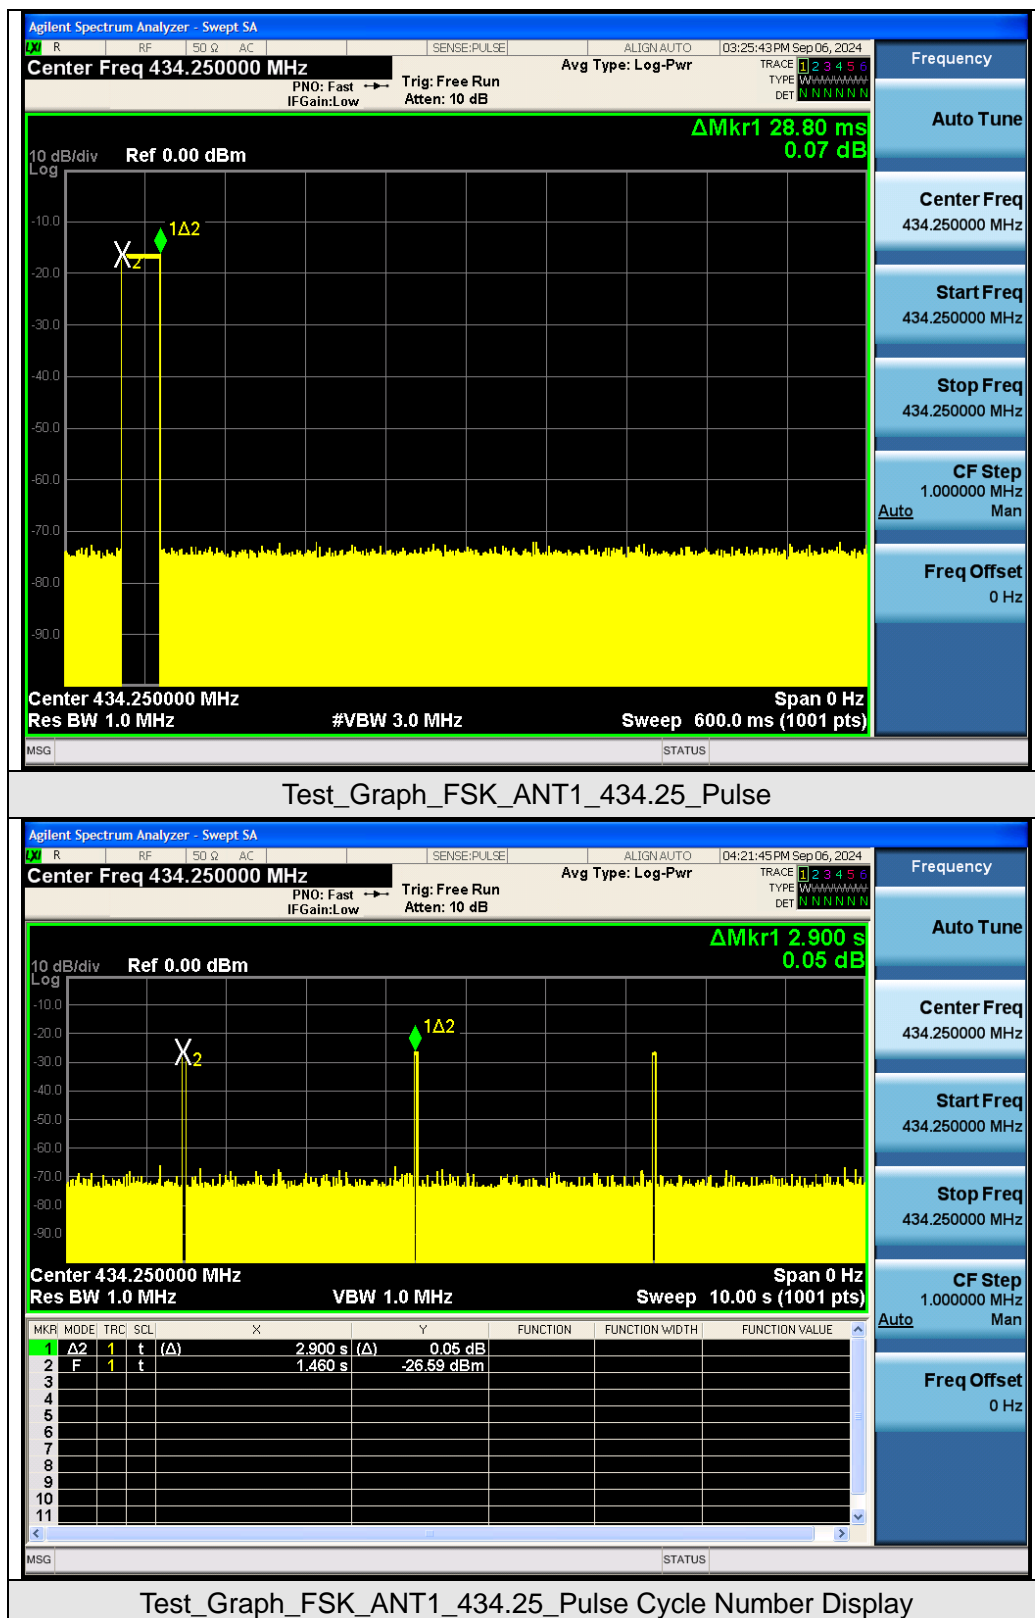 Agilent Spectrum Analyzer - Swept SA
LXI R RF 50 Ω AC SENSE:PULSE ALIGN AUTO 03:25:43 PM Sep 06, 2024
Center Freq 434.250000 MHz Avg Type: Log-Pwr TRACE 1 2 3 4 5 6
PNO: Fast Trig: Free Run TYPE W
IFGain:Low Atten: 10 dB DET N N N N N N
ΔMkr1 28.80 ms
0.07 dB
10 dB/div Ref 0.00 dBm
Log
1Δ2
2
-10.0
-20.0
-30.0
-40.0
-50.0
-60.0
-70.0
-80.0
-90.0
Center 434.250000 MHz Span 0 Hz
Res BW 1.0 MHz #VBW 3.0 MHz Sweep 600.0 ms (1001 pts)
MSG STATUS
Frequency
Auto Tune
Center Freq
434.250000 MHz
Start Freq
434.250000 MHz
Stop Freq
434.250000 MHz
CF Step
1.000000 MHz
Auto Man
Freq Offset
0 Hz
Test_Graph_FSK_ANT1_434.25_Pulse
Agilent Spectrum Analyzer - Swept SA
LXI R RF 50 Ω AC SENSE:PULSE ALIGN AUTO 04:21:45 PM Sep 06, 2024
Center Freq 434.250000 MHz Avg Type: Log-Pwr TRACE 1 2 3 4 5 6
PNO: Fast Trig: Free Run TYPE W
IFGain:Low Atten: 10 dB DET N N N N N N
ΔMkr1 2.900 s
0.05 dB
10 dB/div Ref 0.00 dBm
Log
1Δ2
2
-10.0
-20.0
-30.0
-40.0
-50.0
-60.0
-70.0
-80.0
-90.0
Center 434.250000 MHz Span 0 Hz
Res BW 1.0 MHz VBW 1.0 MHz Sweep 10.00 s (1001 pts)
MKR MODE TRC SCL X Y FUNCTION FUNCTION WIDTH FUNCTION VALUE
1 Δ2 1 t (Δ) 2.900 s (Δ) 0.05 dB
2 F 1 t 1.460 s -26.59 dBm
3
4
5
6
7
8
9
10
11
MSG STATUS
Frequency
Auto Tune
Center Freq
434.250000 MHz
Start Freq
434.250000 MHz
Stop Freq
434.250000 MHz
CF Step
1.000000 MHz
Auto Man
Freq Offset
0 Hz
Test_Graph_FSK_ANT1_434.25_Pulse Cycle Number Display